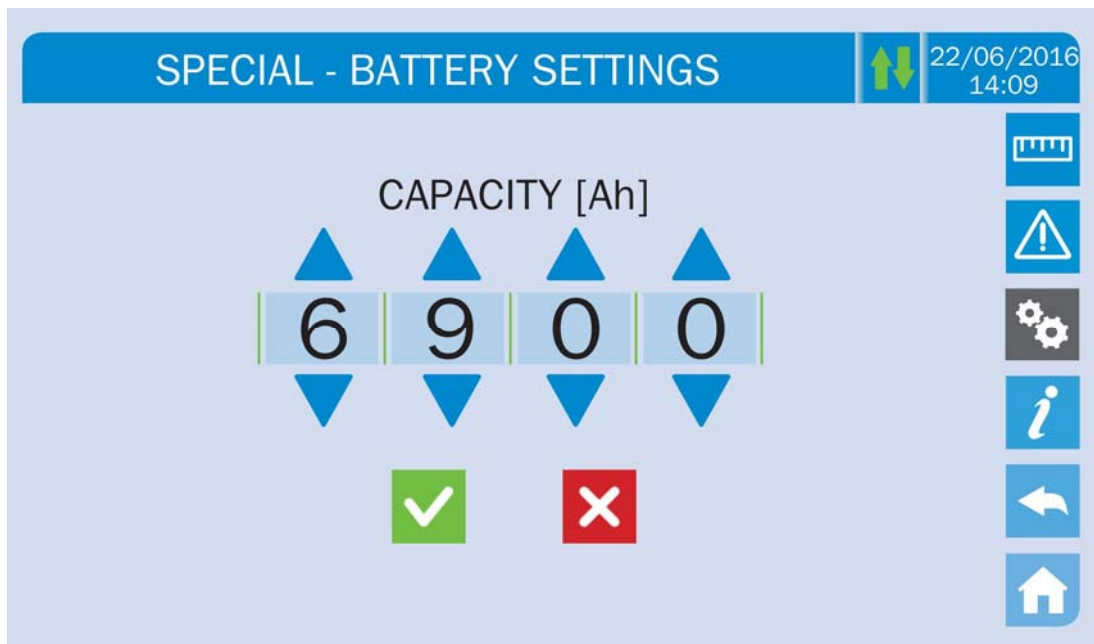 SPECIAL - BATTERY SETTINGS
22/06/2016
14:09
CAPACITY [Ah]
6 9 0 0
i